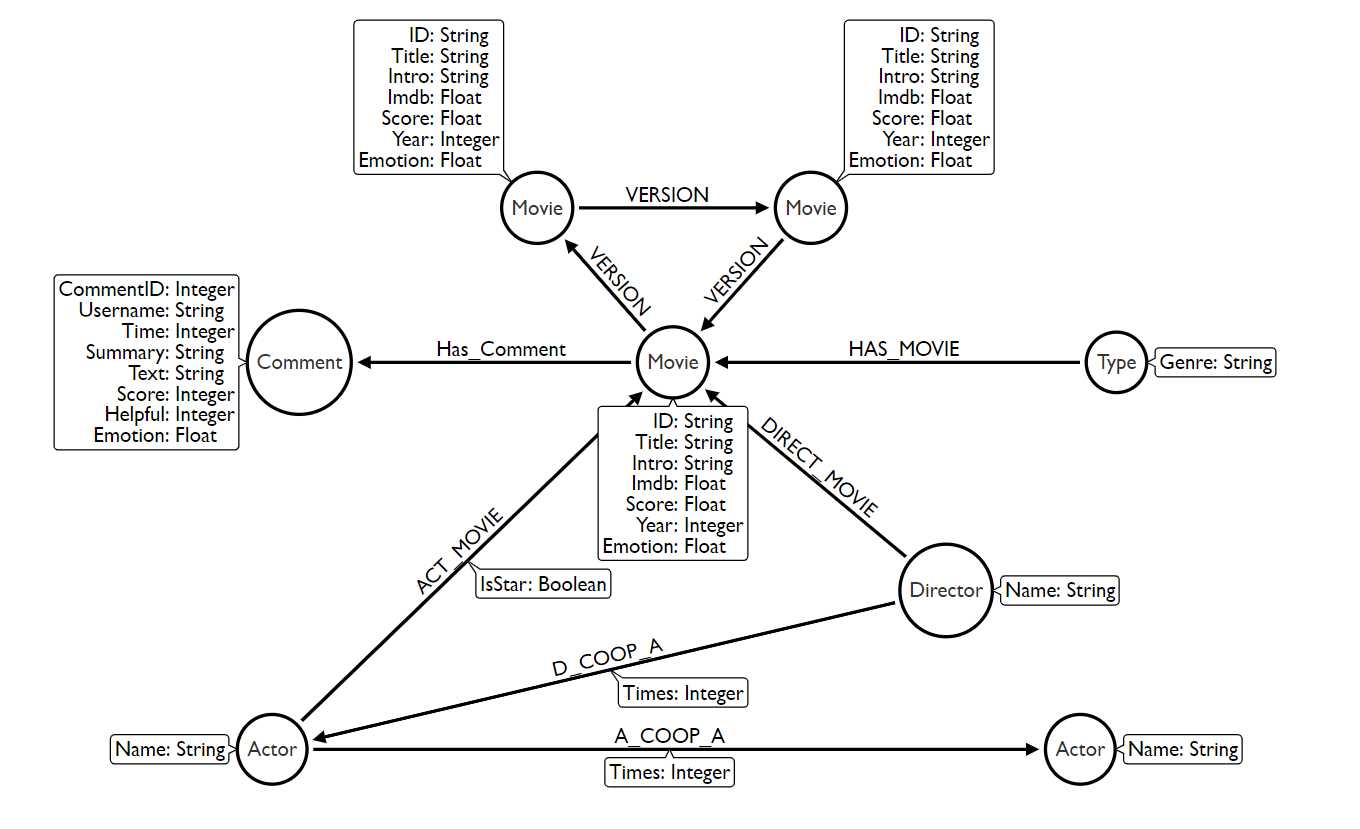 ID: String
Title: String
Intro: String
Imdb: Float
Score: Float
Year: Integer
Emotion: Float
ID: String
Title: String
Intro: String
Imdb: Float
Score: Float
Year: Integer
Emotion: Float
Movie
VERSION
Movie
VERSION
VERSION
CommentID: Integer
Username: String
Time: Integer
Summary: String
Text: String
Score: Integer
Helpful: Integer
Emotion: Float
Comment
Has_Comment
Movie
HAS_MOVIE
Type
Genre: String
ID: String
Title: String
Intro: String
Imdb: Float
Score: Float
Year: Integer
Emotion: Float
DIRECT_MOVIE
ACT_MOVIE
IsStar: Boolean
Director
Name: String
D_COOP_A
Times: Integer
Name: String
Actor
A_COOP_A
Times: Integer
Actor
Name: String